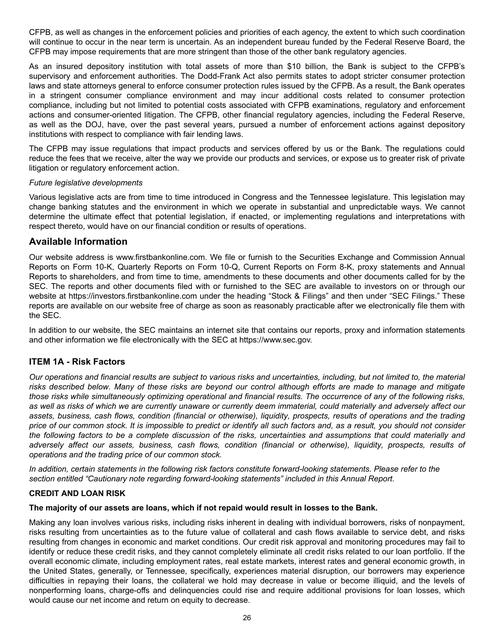 CFPB, as well as changes in the enforcement policies and priorities of each agency, the extent to which such coordination
will continue to occur in the near term is uncertain. As an independent bureau funded by the Federal Reserve Board, the
CFPB may impose requirements that are more stringent than those of the other bank regulatory agencies.
As an insured depository institution with total assets of more than $10 billion, the Bank is subject to the CFPB's
supervisory and enforcement authorities. The Dodd-Frank Act also permits states to adopt stricter consumer protection
laws and state attorneys general to enforce consumer protection rules issued by the CFPB. As a result, the Bank operates
in a stringent consumer compliance environment and may incur additional costs related to consumer protection
compliance, including but not limited to potential costs associated with CFPB examinations, regulatory and enforcement
actions and consumer-oriented litigation. The CFPB, other financial regulatory agencies, including the Federal Reserve,
as well as the DOJ, have, over the past several years, pursued a number of enforcement actions against depository
institutions with respect to compliance with fair lending laws.
The CFPB may issue regulations that impact products and services offered by us or the Bank. The regulations could
reduce the fees that we receive, alter the way we provide our products and services, or expose us to greater risk of private
litigation or regulatory enforcement action.
Future legislative developments
Various legislative acts are from time to time introduced in Congress and the Tennessee legislature. This legislation may
change banking statutes and the environment in which we operate in substantial and unpredictable ways. We cannot
determine the ultimate effect that potential legislation, if enacted, or implementing regulations and interpretations with
respect thereto, would have on our financial condition or results of operations.
Available Information
Our website address is www.firstbankonline.com. We file or furnish to the Securities Exchange and Commission Annual
Reports on Form 10-K, Quarterly Reports on Form 10-Q, Current Reports on Form 8-K, proxy statements and Annual
Reports to shareholders, and from time to time, amendments to these documents and other documents called for by the
SEC. The reports and other documents filed with or furnished to the SEC are available to investors on or through our
website at https://investors.firstbankonline.com under the heading “Stock & Filings” and then under “SEC Filings.” These
reports are available on our website free of charge as soon as reasonably practicable after we electronically file them with
the SEC.
In addition to our website, the SEC maintains an internet site that contains our reports, proxy and information statements
and other information we file electronically with the SEC at https://www.sec.gov.
ITEM 1A - Risk Factors
Our operations and financial results are subject to various risks and uncertainties, including, but not limited to, the material
risks described below. Many of these risks are beyond our control although efforts are made to manage and mitigate
those risks while simultaneously optimizing operational and financial results. The occurrence of any of the following risks,
as well as risks of which we are currently unaware or currently deem immaterial, could materially and adversely affect our
assets, business, cash flows, condition (financial or otherwise), liquidity, prospects, results of operations and the trading
price of our common stock. It is impossible to predict or identify all such factors and, as a result, you should not consider
the following factors to be a complete discussion of the risks, uncertainties and assumptions that could materially and
adversely affect our assets, business, cash flows, condition (financial or otherwise), liquidity, prospects, results of
operations and the trading price of our common stock.
In addition, certain statements in the following risk factors constitute forward-looking statements. Please refer to the
section entitled “Cautionary note regarding forward-looking statements” included in this Annual Report.
CREDIT AND LOAN RISK
The majority of our assets are loans, which if not repaid would result in losses to the Bank.
Making any loan involves various risks, including risks inherent in dealing with individual borrowers, risks of nonpayment,
risks resulting from uncertainties as to the future value of collateral and cash flows available to service debt, and risks
resulting from changes in economic and market conditions. Our credit risk approval and monitoring procedures may fail to
identify or reduce these credit risks, and they cannot completely eliminate all credit risks related to our loan portfolio. If the
overall economic climate, including employment rates, real estate markets, interest rates and general economic growth, in
the United States, generally, or Tennessee, specifically, experiences material disruption, our borrowers may experience
difficulties in repaying their loans, the collateral we hold may decrease in value or become illiquid, and the levels of
nonperforming loans, charge-offs and delinquencies could rise and require additional provisions for loan losses, which
would cause our net income and return on equity to decrease.
26